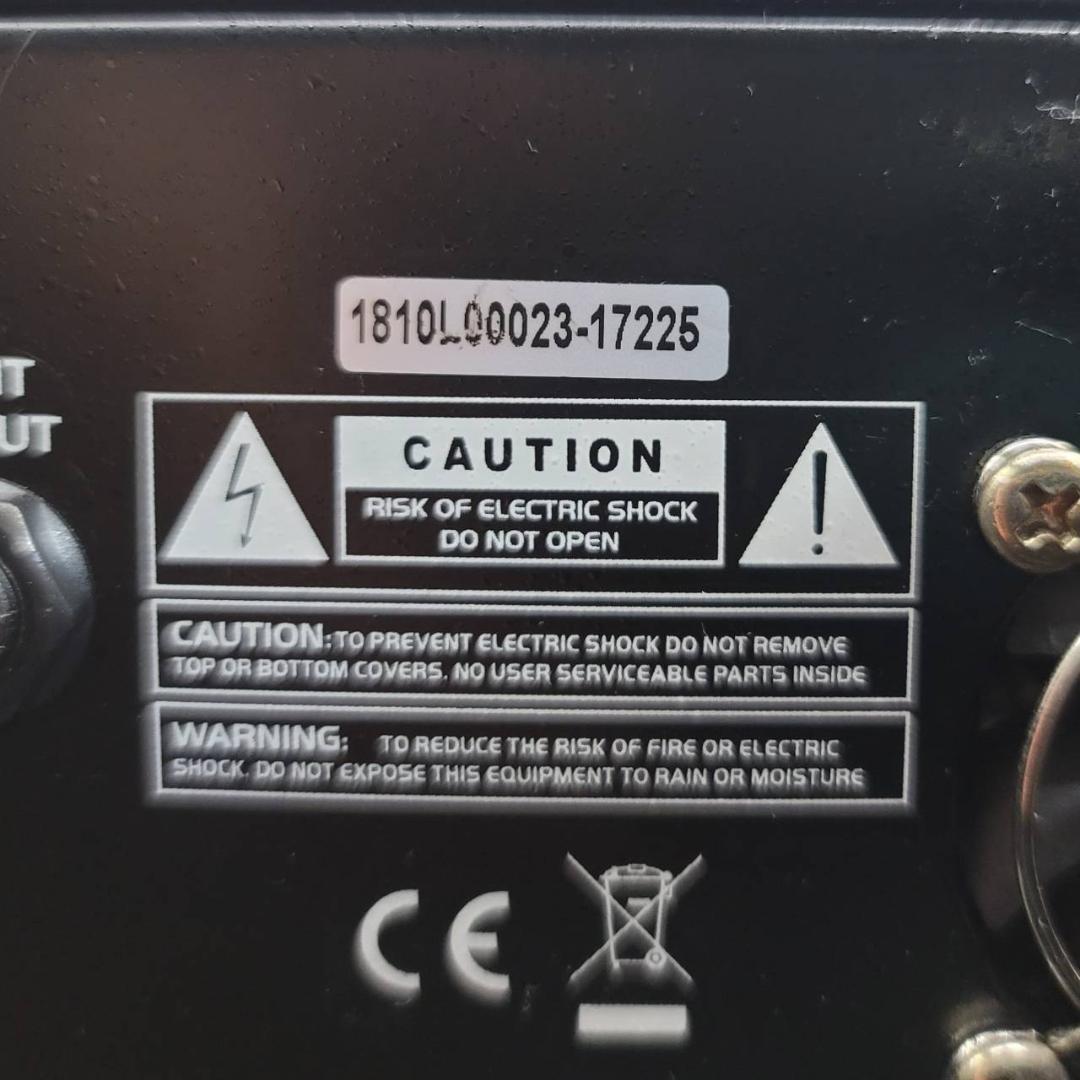 1810L00023-17225
UT
CAUTION
RISK OF ELECTRIC SHOCK
DO NOT OPEN
CAUTION: TO PREVENT ELECTRIC SHOCK DO NOT REMOVE
TOP OR BOTTOM COVERS. NO USER SERVICEABLE PARTS INSIDE
WARNING: TO REDUCE THE RISK OF FIRE OR ELECTRIC
SHOCK. DO NOT EXPOSE THIS EQUIPMENT TO RAIN OR MOISTURE
CE